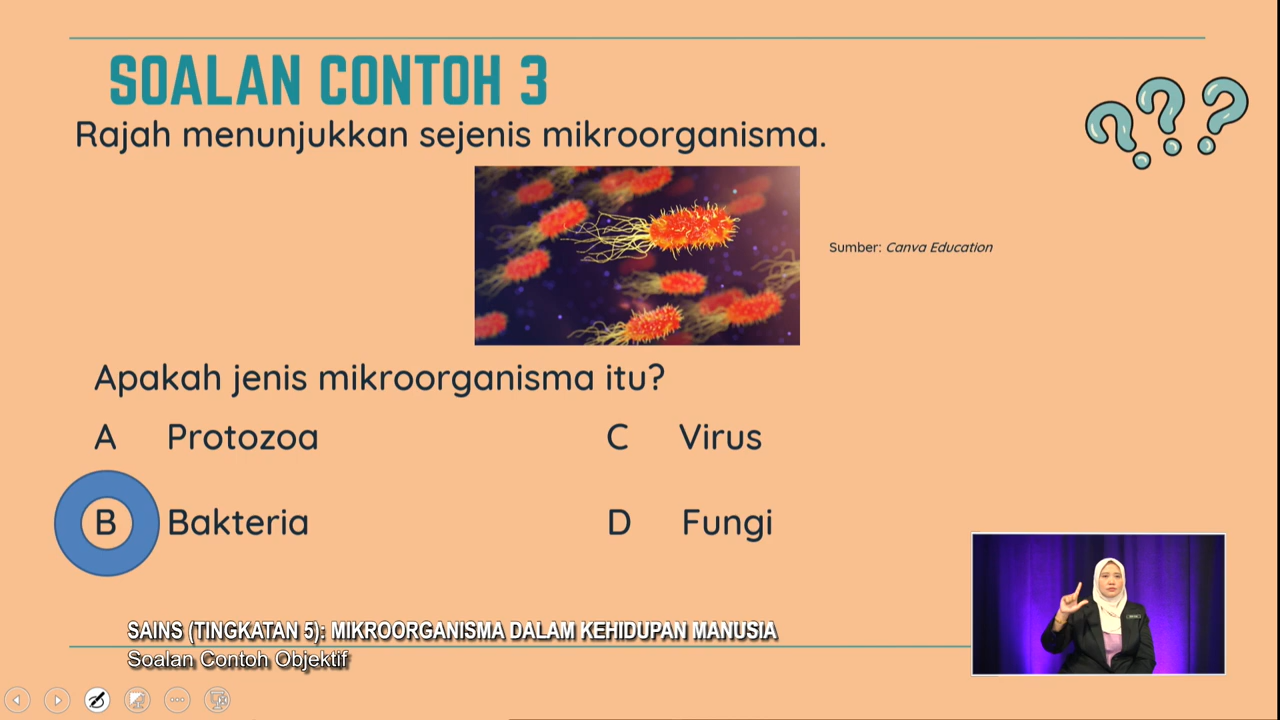 SOALAN CONTOH 3
Rajah menunjukkan sejenis mikroorganisma.
Sumber: Canva Education
Apakah jenis mikroorganisma itu?
A Protozoa
C Virus
B Bakteria
D Fungi
SAINS (TINGKATAN 5): MIKROORGANISMA DALAM KEHIDUPAN MANUSIA
Soalan Contoh Objektif